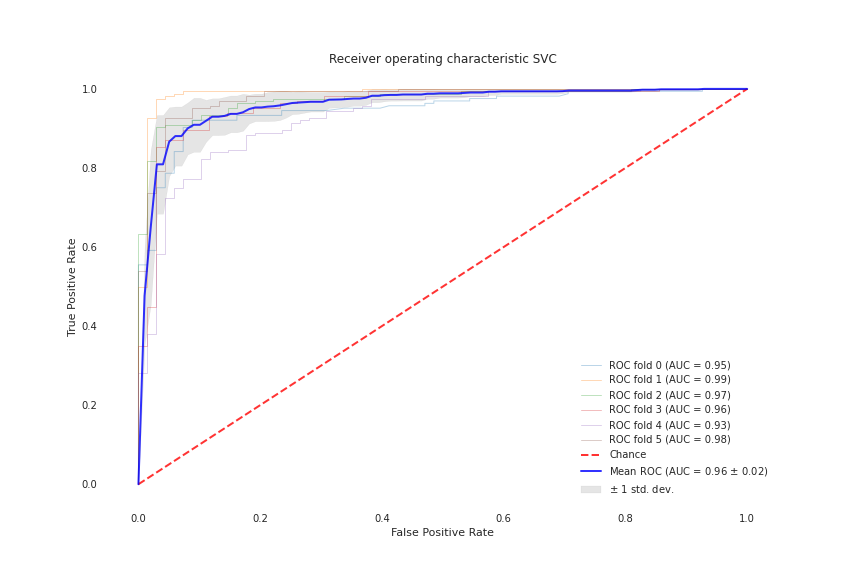 Receiver operating characteristic SVC
1.0
0.8
0.6
0.4
0.2
0.0
True Positive Rate
ROC fold 0 (AUC = 0.95)
ROC fold 1 (AUC = 0.99)
ROC fold 2 (AUC = 0.97)
ROC fold 3 (AUC = 0.96)
ROC fold 4 (AUC = 0.93)
ROC fold 5 (AUC = 0.98)
Chance
Mean ROC (AUC = 0.96 ± 0.02)
± 1 std. dev.
0.0 0.2 0.4 0.6 0.8 1.0
False Positive Rate